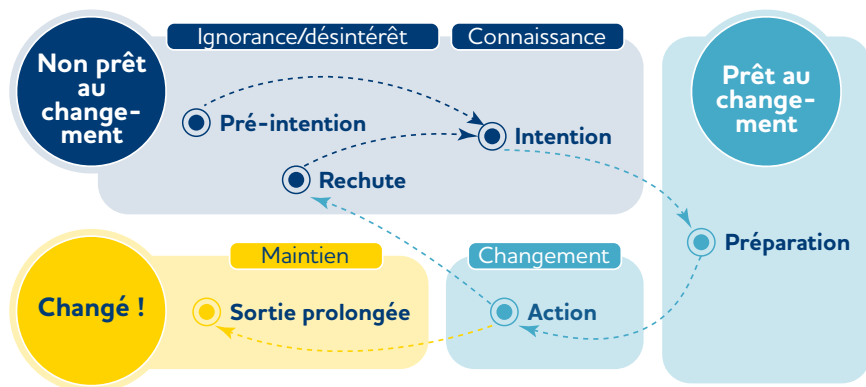 Ignorance/désintérêt
Connaissance
Non prêt
au
change-
ment
Prêt au
change-
ment
Pré-intention
Intention
Rechute
Préparation
Maintien
Changement
Changé !
Sortie prolongée
Action